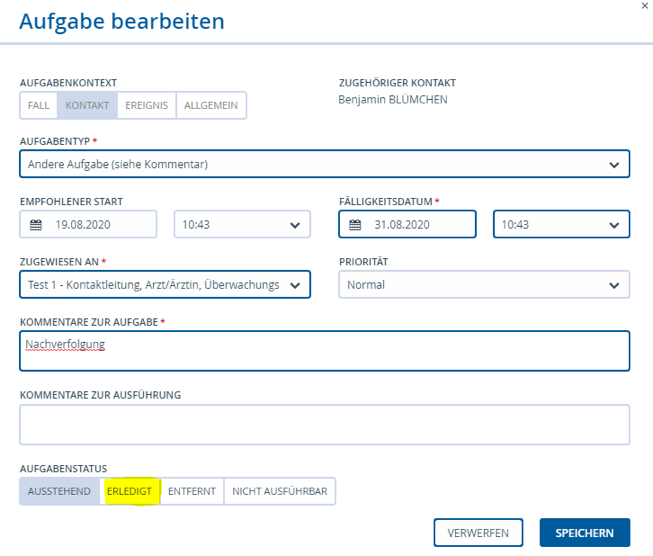 ×
Aufgabe bearbeiten
AUFGABENKONTEXT ZUGEHÖRIGER KONTAKT
FALL KONTAKT EREIGNIS ALLGEMEIN Benjamin BLÜMCHEN
AUFGABENTYP *
Andere Aufgabe (siehe Kommentar)
EMPFOHLENER START FÄLLIGKEITSDATUM *
19.08.2020 10:43 31.08.2020 10:43
ZUGEWIESEN AN * PRIORITÄT
Test 1 - Kontaktleitung, Arzt/Ärztin, Überwachungs Normal
KOMMENTARE ZUR AUFGABE *
Nachverfolgung
KOMMENTARE ZUR AUSFÜHRUNG
AUFGABENSTATUS
AUSSTEHEND ERLEDIGT ENTFERNT NICHT AUSFÜHRBAR
VERWERFEN SPEICHERN